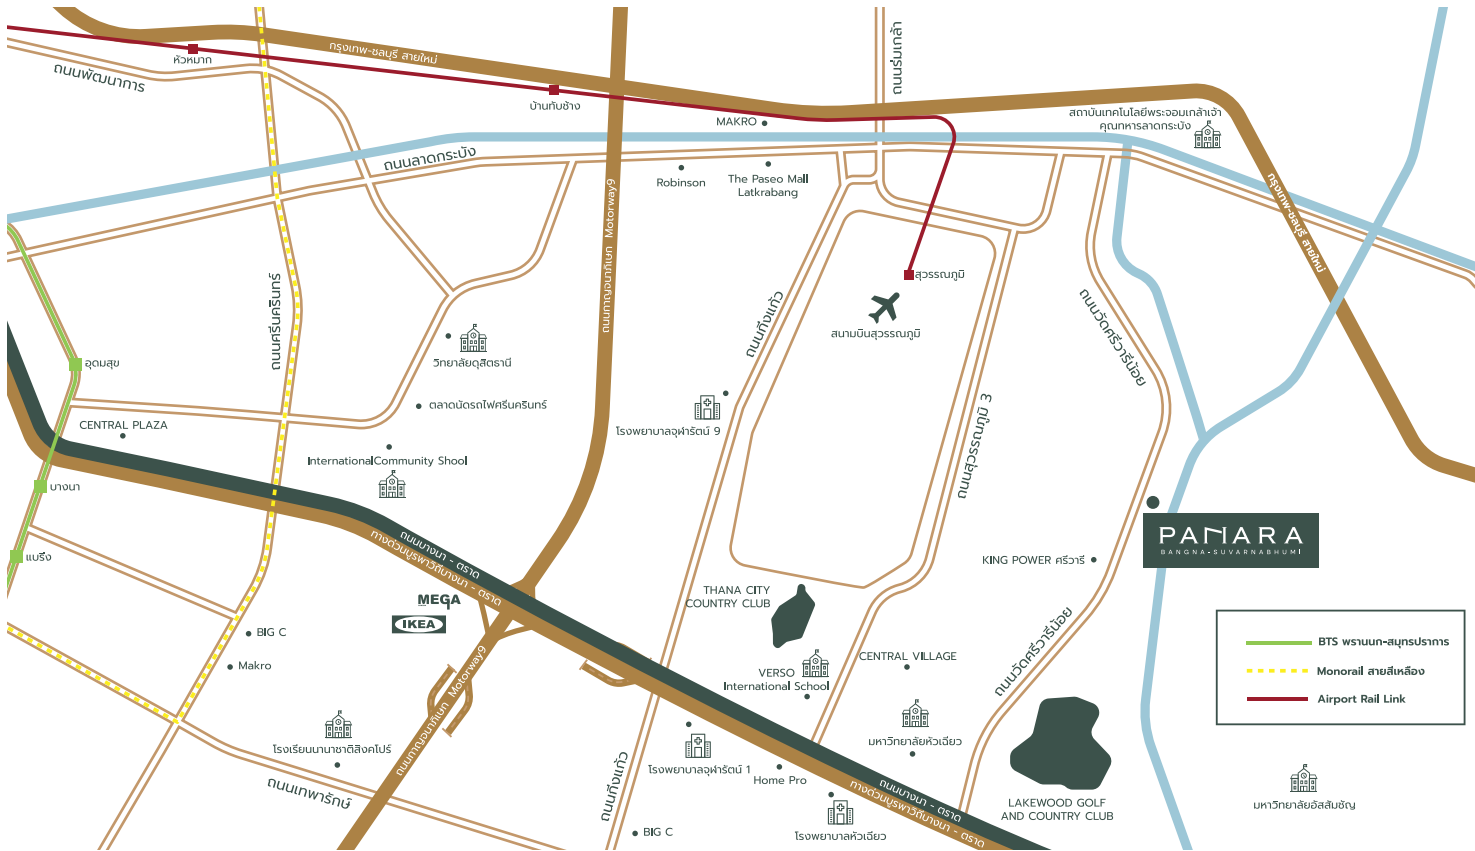 กรุงเทพ-ชลบุรี สายใหม่
หัวหมาก
ถนนพัฒนาการ
บ้านทับช้าง
ถนนร่มเกล้า
MAKRO
สถาบันเทคโนโลยีพระจอมเกล้าเจ้า
คุณทหารลาดกระบัง
ถนนลาดกระบัง
Robinson
The Paseo Mall
Latkrabang
กรุงเทพ-ชลบุรี สายใหม่
ถนนกาญจนาภิเษก Motorway9
ถนนศรีนครินทร์
สุวรรณภูมิ
สนามบินสุวรรณภูมิ
ถนนกิ่งแก้ว
ถนนวัดศรีวารีน้อย
อุดมสุข
วิทยาลัยดุสิตธานี
ตลาดนัดรถไฟศรีนครินทร์
CENTRAL PLAZA
โรงพยาบาลจุฬารัตน์ 9
ถนนสุวรรณภูมิ 3
InternationalCommunity Shool
บางนา
PANARA
BANGNA-SUVARNABHUMI
แบริ่ง
ถนนบางนา - ตราด
ทางด่วนบูรพาวิถีบางนา - ตราด
KING POWER ศรีวารี
MEGA
IKEA
THANA CITY
COUNTRY CLUB
BIG C
Makro
ถนนวัดศรีวารีน้อย
BTS พรานนก-สมุทรปราการ
Monorail สายสีเหลือง
Airport Rail Link
VERSO
International School
CENTRAL VILLAGE
ถนนกาญจนาภิเษก Motorway9
โรงเรียนนานาชาติสิงคโปร์
มหาวิทยาลัยหัวเฉียว
โรงพยาบาลจุฬารัตน์ 1
Home Pro
ถนนเทพารักษ์
ถนนกิ่งแก้ว
ถนนบางนา - ตราด
ทางด่วนบูรพาวิถีบางนา - ตราด
LAKEWOOD GOLF
AND COUNTRY CLUB
มหาวิทยาลัยอัสสัมชัญ
BIG C
โรงพยาบาลหัวเฉียว